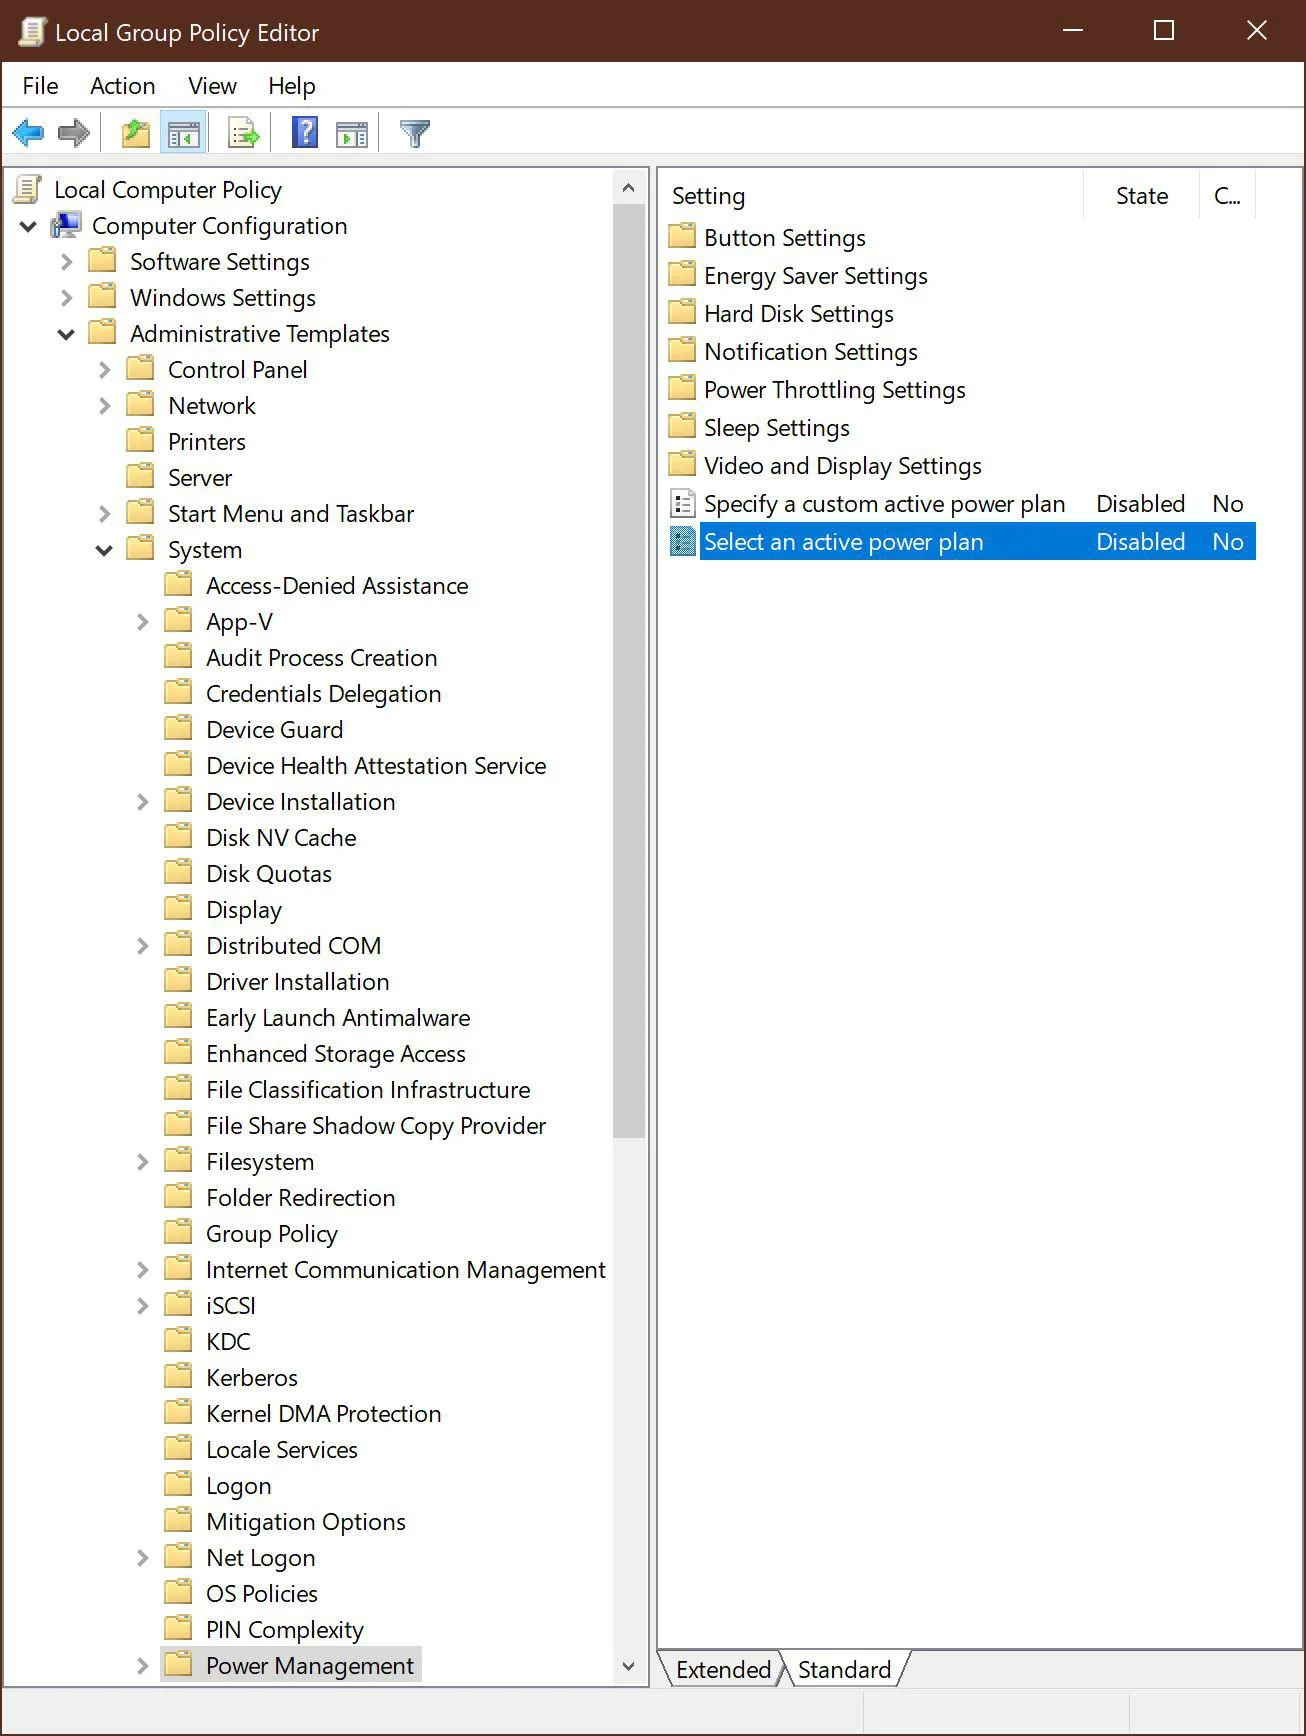 Local Group Policy Editor
File Action View Help
Local Computer Policy
Computer Configuration
Software Settings
Windows Settings
Administrative Templates
Control Panel
Network
Printers
Server
Start Menu and Taskbar
System
Access-Denied Assistance
App-V
Audit Process Creation
Credentials Delegation
Device Guard
Device Health Attestation Service
Device Installation
Disk NV Cache
Disk Quotas
Display
Distributed COM
Driver Installation
Early Launch Antimalware
Enhanced Storage Access
File Classification Infrastructure
File Share Shadow Copy Provider
Filesystem
Folder Redirection
Group Policy
Internet Communication Management
iSCSI
KDC
Kerberos
Kernel DMA Protection
Locale Services
Logon
Mitigation Options
Net Logon
OS Policies
PIN Complexity
Power Management
Setting State C...
Button Settings
Energy Saver Settings
Hard Disk Settings
Notification Settings
Power Throttling Settings
Sleep Settings
Video and Display Settings
Specify a custom active power plan Disabled No
Select an active power plan Disabled No
Extended Standard